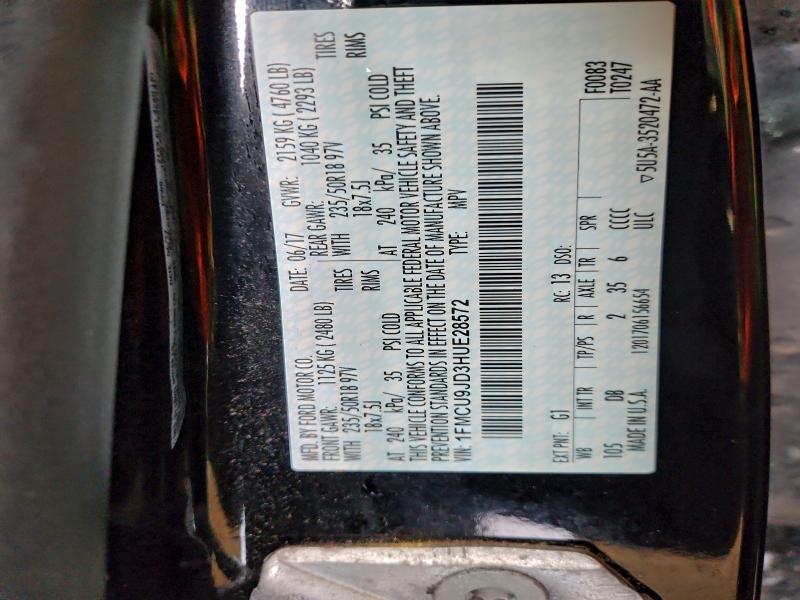 MFD. BY FORD MOTOR CO. DATE: 06/17 GVWR: 2159 KG ( 4760 LB)
FRONT GAWR: 1125 KG ( 2480 LB) REAR GAWR: 1040 KG ( 2293 LB)
WITH 235/50R18 97V TIRES WITH 235/50R18 97V TIRES
18x7.5J RIMS 18x7.5J RIMS
AT 240 kPa/ 35 PSI COLD AT 240 kPa/ 35 PSI COLD
THIS VEHICLE CONFORMS TO ALL APPLICABLE FEDERAL MOTOR VEHICLE SAFETY AND THEFT
PREVENTION STANDARDS IN EFFECT ON THE DATE OF MANUFACTURE SHOWN ABOVE.
VIN: 1FMCU9JD3HUE28572 TYPE: MPV
EXT PNT: G1 RC: 13 DSO: F0083
WB INT TR TP/PS R AXLE TR SPR T0247
105 DB 2 35 6 CCCC
MADE IN U.S.A. 1201706156654 ULC ▽5U5A-3520472-AA